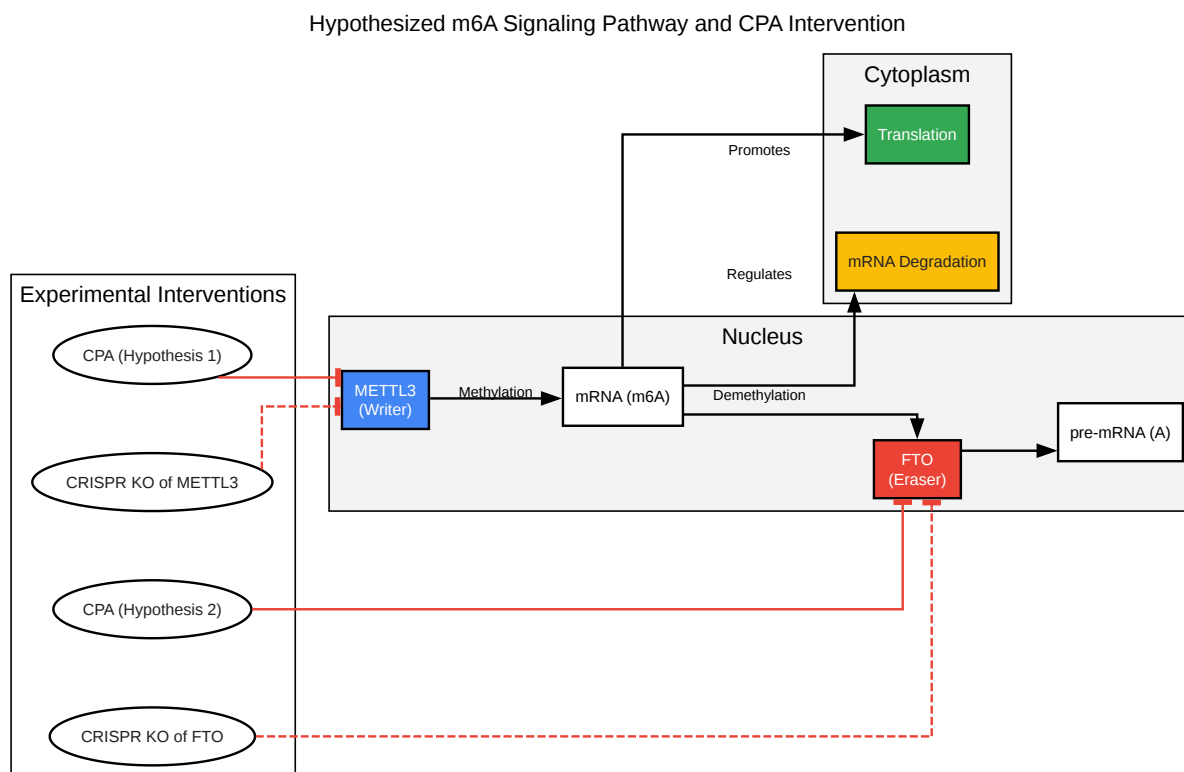 Hypothesized m6A Signaling Pathway and CPA Intervention
Cytoplasm
Translation
Promotes
mRNA Degradation
Regulates
Experimental Interventions
CPA (Hypothesis 1)
CRISPR KO of METTL3
CPA (Hypothesis 2)
CRISPR KO of FTO
Nucleus
METTL3
(Writer)
Methylation
mRNA (m6A)
Demethylation
FTO
(Eraser)
pre-mRNA (A)